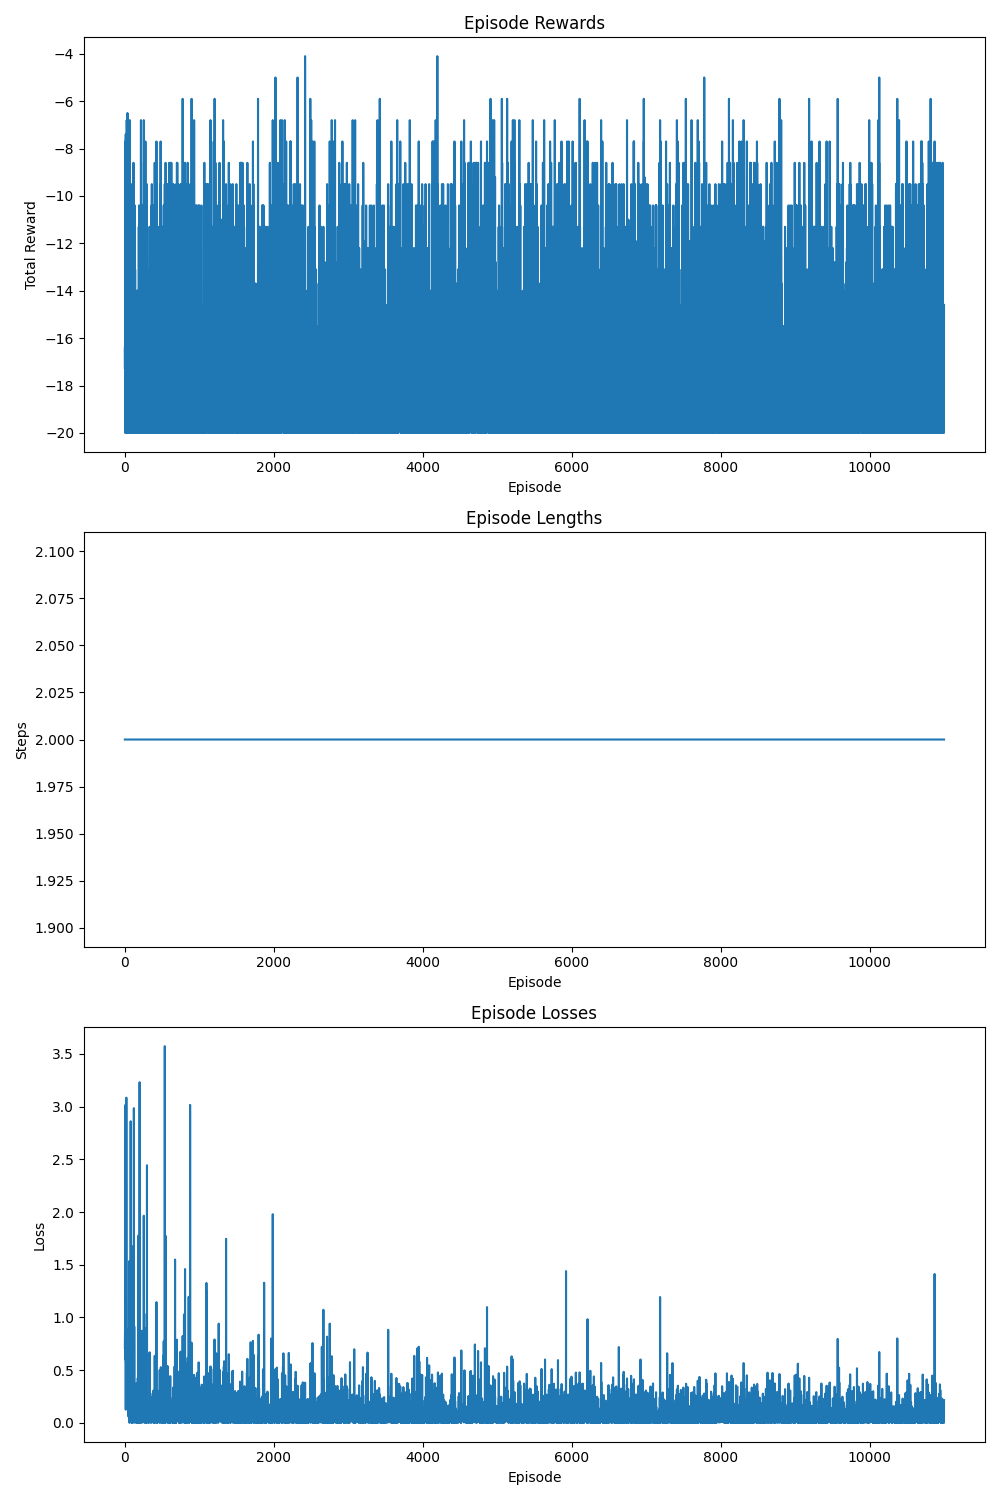 Episode Rewards
Total Reward
−4
−6
−8
−10
−12
−14
−16
−18
−20
0 2000 4000 6000 8000 10000
Episode
Episode Lengths
Steps
2.100
2.075
2.050
2.025
2.000
1.975
1.950
1.925
1.900
0 2000 4000 6000 8000 10000
Episode
Episode Losses
Loss
3.5
3.0
2.5
2.0
1.5
1.0
0.5
0.0
0 2000 4000 6000 8000 10000
Episode